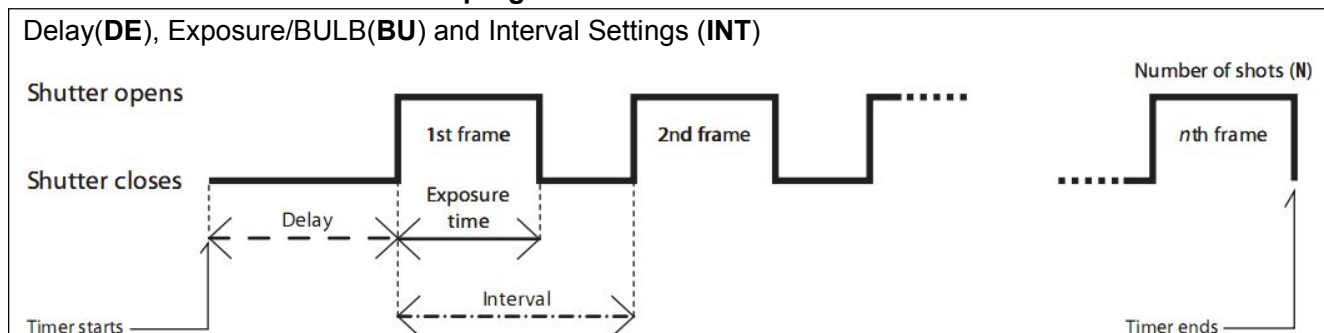 Delay(DE), Exposure/BULB(BU) and Interval Settings (INT)
Number of shots (N)
Shutter opens
1st frame
2nd frame
nth frame
Shutter closes
Exposure
time
Delay
Interval
Timer starts
Timer ends